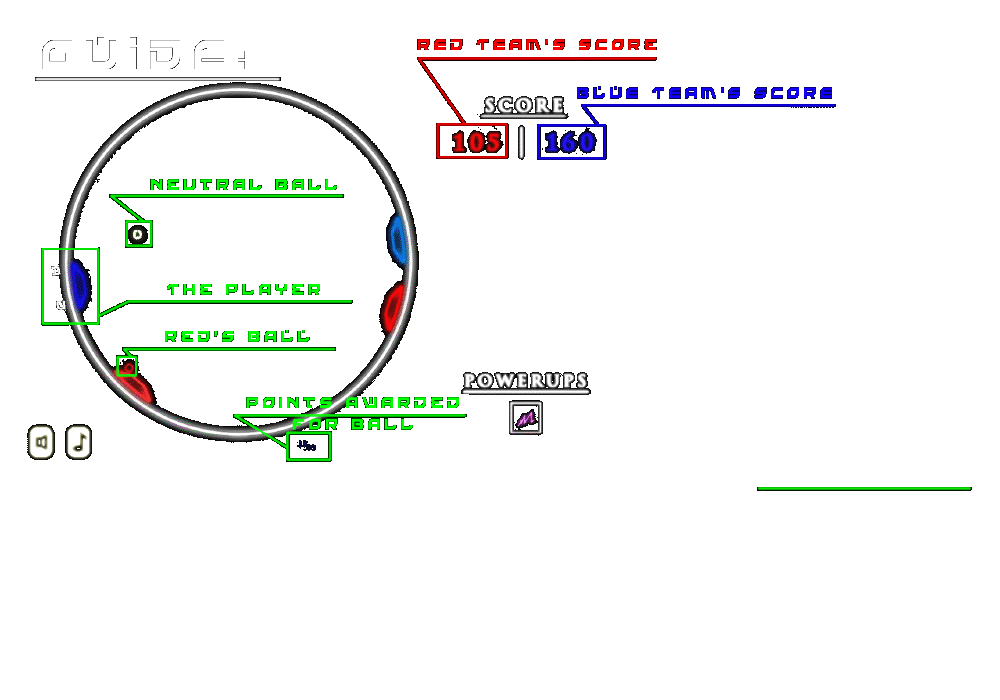 GUIDE:
RED TEAM'S SCORE
BLUE TEAM'S SCORE
SCORE
105 | 160
NEUTRAL BALL
THE PLAYER
RED'S BALL
POWERUPS
POINTS AWARDED
FOR BALL